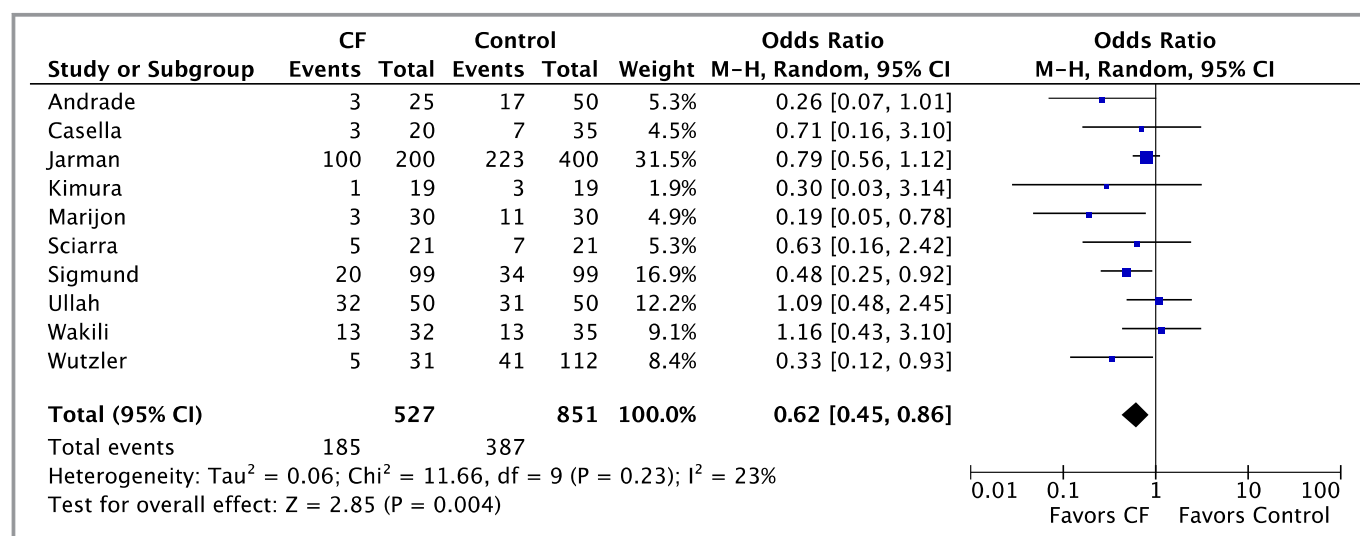 CF Control Odds Ratio Odds Ratio
Study or Subgroup Events Total Events Total Weight M-H, Random, 95% CI M-H, Random, 95% CI
Andrade 3 25 17 50 5.3% 0.26 [0.07, 1.01]
Casella 3 20 7 35 4.5% 0.71 [0.16, 3.10]
Jarman 100 200 223 400 31.5% 0.79 [0.56, 1.12]
Kimura 1 19 3 19 1.9% 0.30 [0.03, 3.14]
Marijon 3 30 11 30 4.9% 0.19 [0.05, 0.78]
Sciarra 5 21 7 21 5.3% 0.63 [0.16, 2.42]
Sigmund 20 99 34 99 16.9% 0.48 [0.25, 0.92]
Ullah 32 50 31 50 12.2% 1.09 [0.48, 2.45]
Wakili 13 32 13 35 9.1% 1.16 [0.43, 3.10]
Wutzler 5 31 41 112 8.4% 0.33 [0.12, 0.93]
Total (95% CI) 527 851 100.0% 0.62 [0.45, 0.86]
Total events 185 387
Heterogeneity: Tau² = 0.06; Chi² = 11.66, df = 9 (P = 0.23); I² = 23%
Test for overall effect: Z = 2.85 (P = 0.004)
0.01 0.1 1 10 100
Favors CF Favors Control